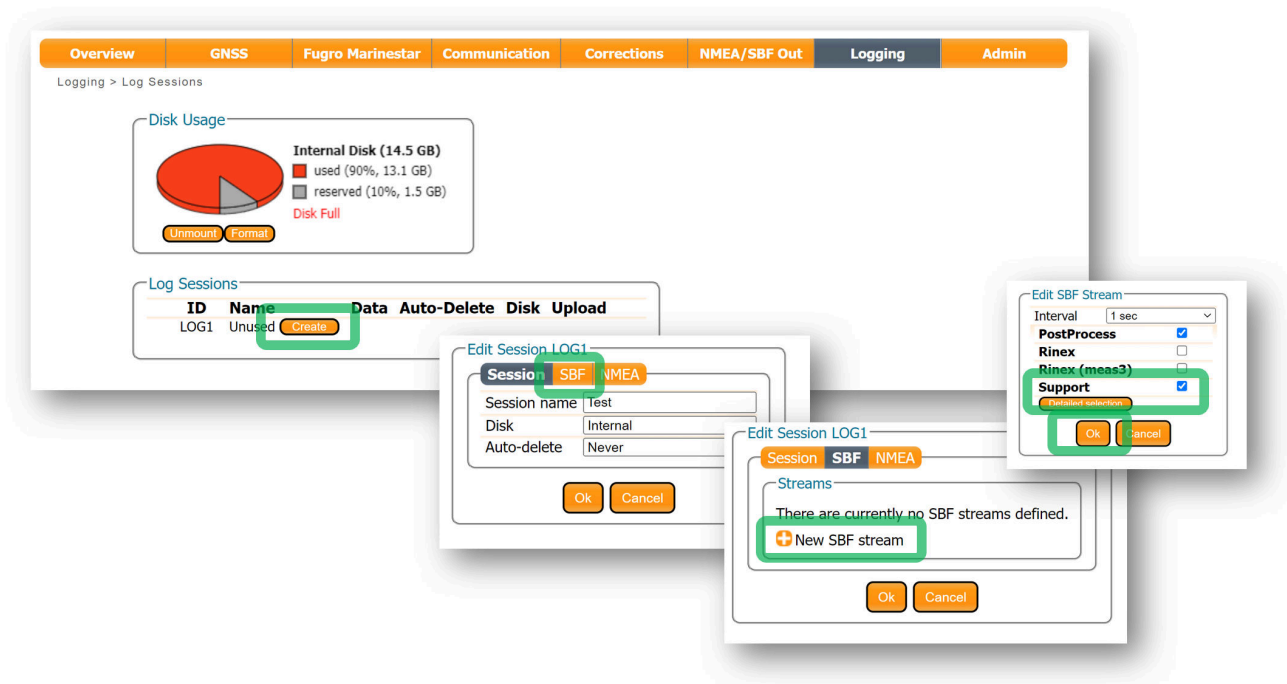 Overview GNSS Fugro Marinestar Communication Corrections NMEA/SBF Out Logging Admin
Logging > Log Sessions
Disk Usage
Internal Disk (14.5 GB)
used (90%, 13.1 GB)
reserved (10%, 1.5 GB)
Disk Full
Unmount Format
Log Sessions
ID Name Data Auto-Delete Disk Upload
LOG1 Unused Create
Edit Session LOG1
Session SBF NMEA
Session name Test
Disk Internal
Auto-delete Never
Ok Cancel
Edit Session LOG1
Session SBF NMEA
Streams
There are currently no SBF streams defined.
New SBF stream
Ok Cancel
Edit SBF Stream
Interval 1 sec
PostProcess
Rinex
Rinex (meas3)
Support
Detailed selection
Ok Cancel